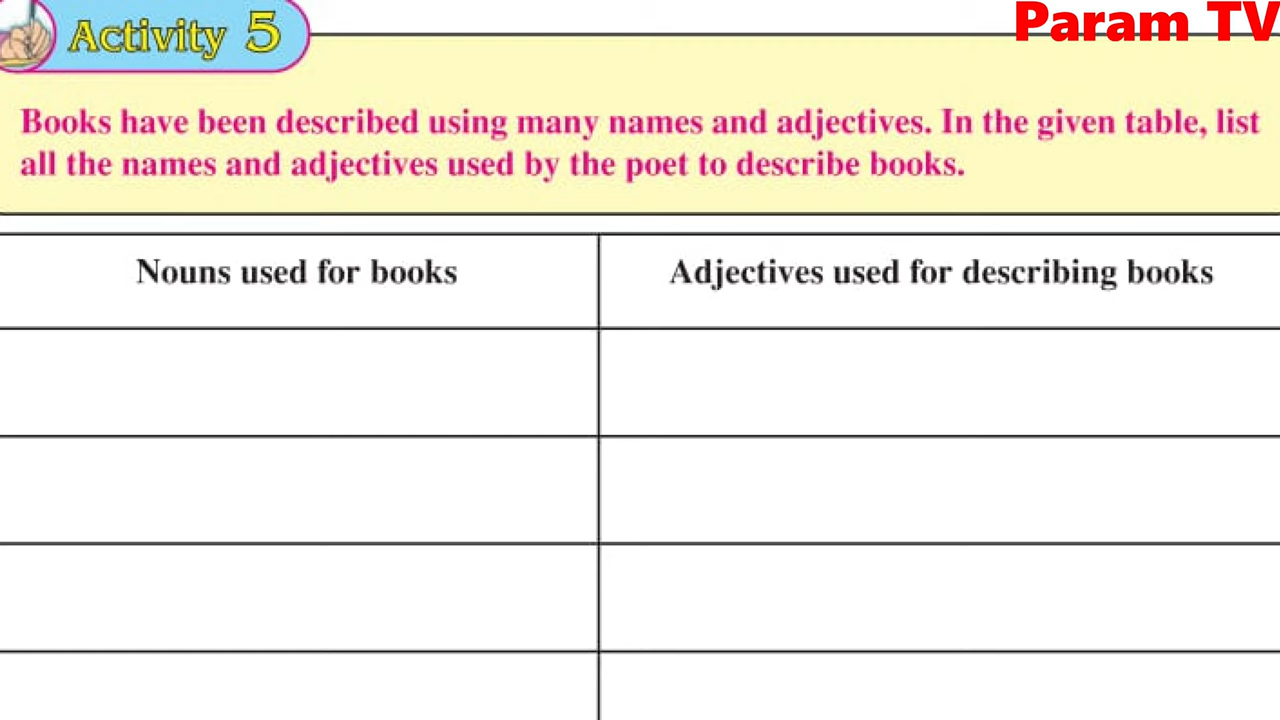 Activity 5
Param TV
Books have been described using many names and adjectives. In the given table, list
all the names and adjectives used by the poet to describe books.
Nouns used for books
Adjectives used for describing books